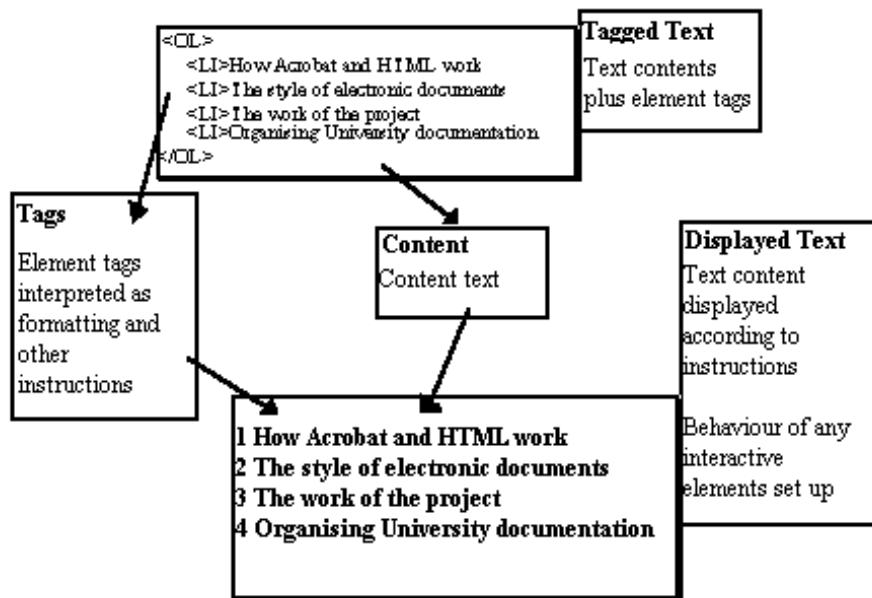 <OL>
<LI>How Acrobat and HTML work
<LI>The style of electronic documents
<LI>The work of the project
<LI>Organising University documentation
</OL>
Tagged Text
Text contents
plus element tags
Tags
Element tags
interpreted as
formatting and
other
instructions
Content
Content text
Displayed Text
Text content
displayed
according to
instructions
Behaviour of any
interactive
elements set up
1 How Acrobat and HTML work
2 The style of electronic documents
3 The work of the project
4 Organising University documentation